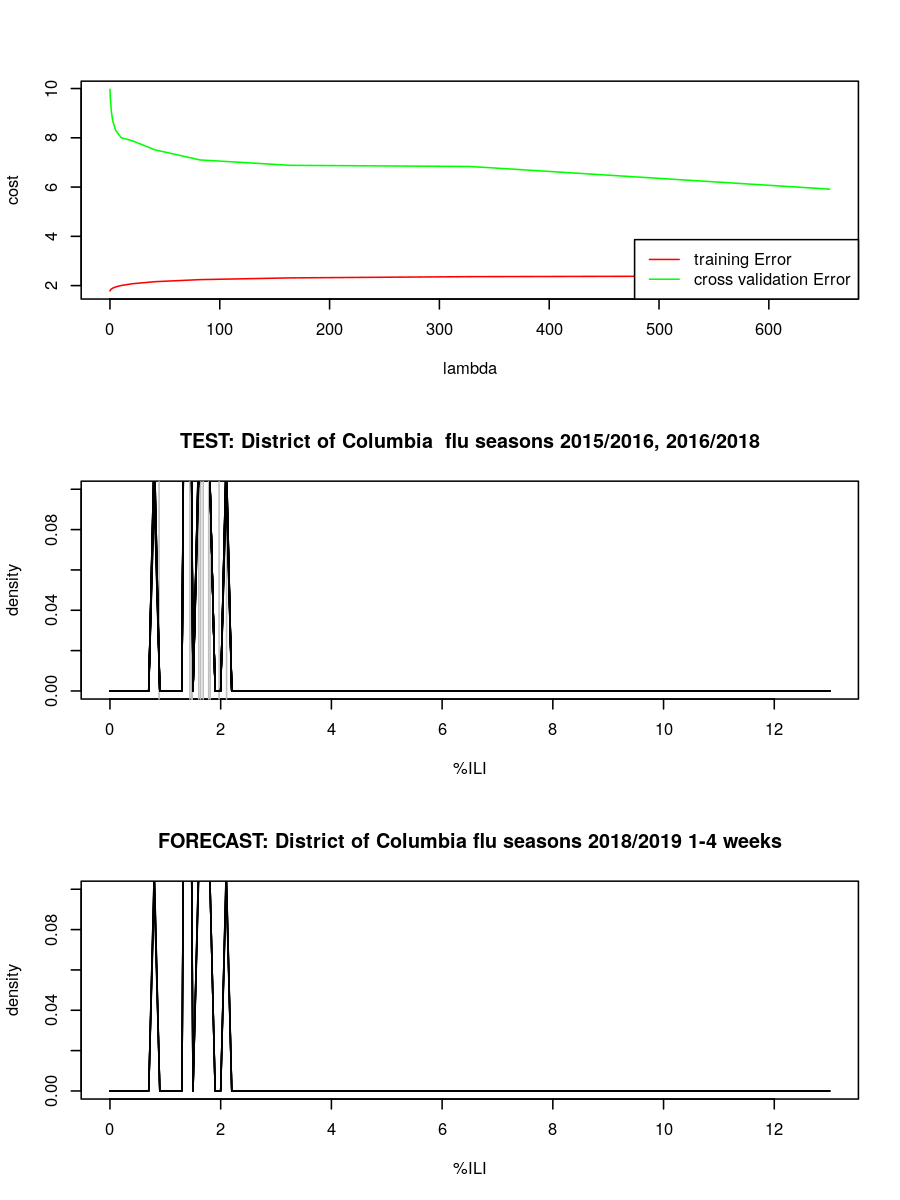 10
8
6
4
2
cost
training Error
cross validation Error
0 100 200 300 400 500 600
lambda
TEST: District of Columbia  flu seasons 2015/2016, 2016/2018
0.08
0.04
0.00
density
0 2 4 6 8 10 12
%ILI
FORECAST: District of Columbia flu seasons 2018/2019 1-4 weeks
0.08
0.04
0.00
density
0 2 4 6 8 10 12
%ILI